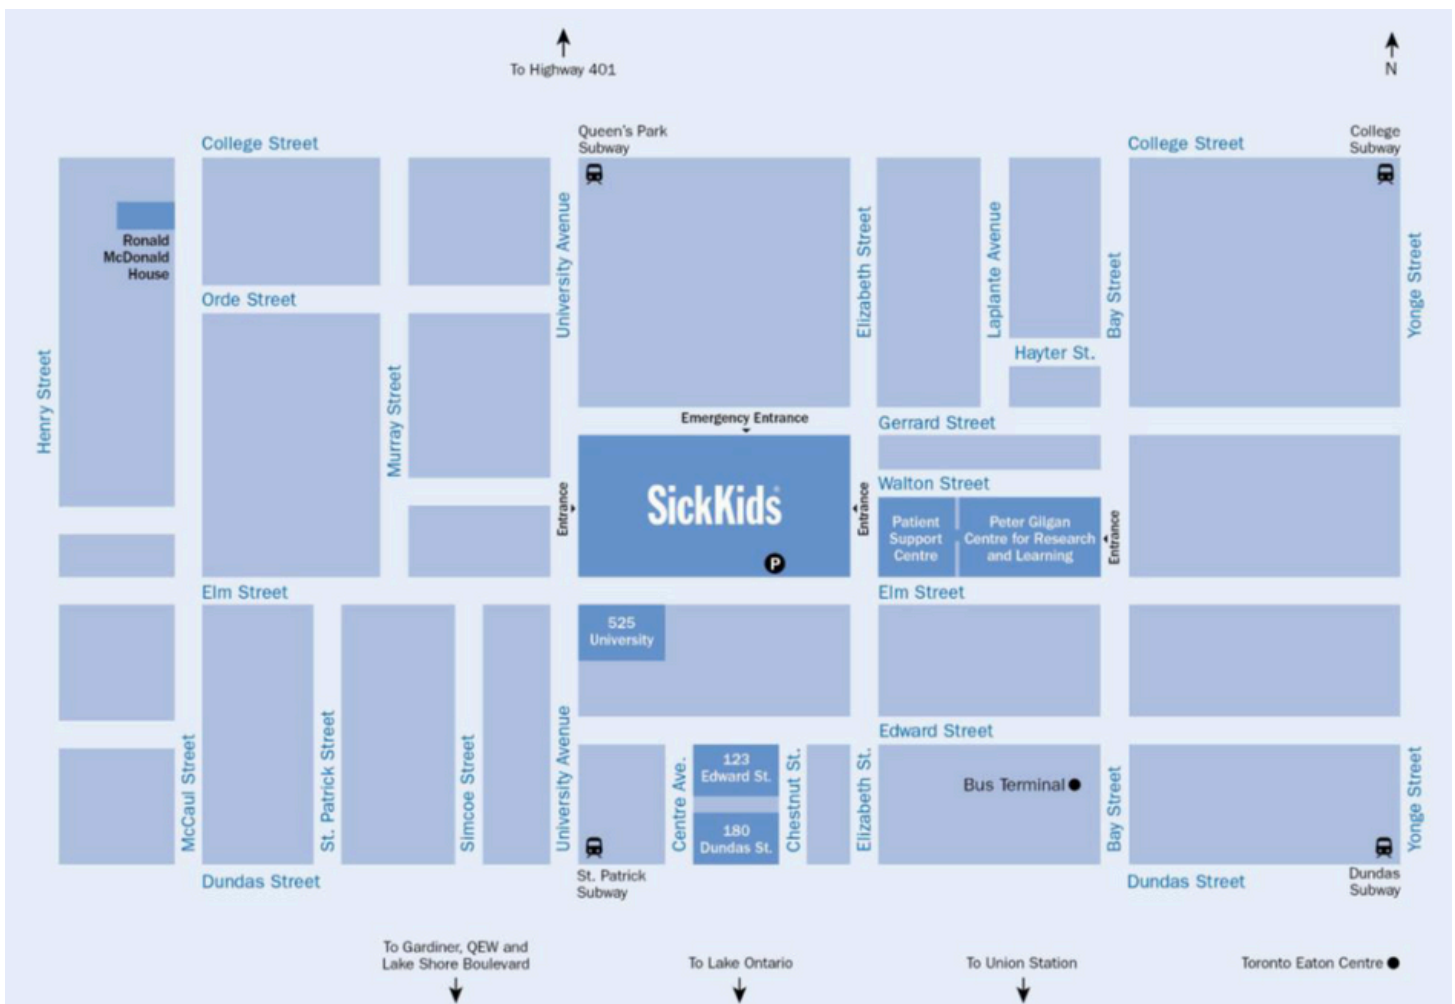 To Highway 401
N
Queen's Park
Subway
College
Subway
College Street
College Street
Ronald
McDonald
House
Orde Street
University Avenue
Elizabeth Street
Laplante Avenue
Bay Street
Yonge Street
Hayter St.
Henry Street
Murray Street
Emergency Entrance
Gerrard Street
Walton Street
Entrance
SickKids®
Entrance
Patient
Support
Centre
Peter Gilgan
Centre for Research
and Learning
Entrance
P
Elm Street
Elm Street
525
University
Edward Street
McCaul Street
St. Patrick Street
Simcoe Street
University Avenue
Centre Ave.
123
Edward St.
180
Dundas St.
Chestnut St.
Elizabeth St.
Bus Terminal
Bay Street
Yonge Street
Dundas Street
St. Patrick
Subway
Dundas Street
Dundas
Subway
To Gardiner, QEW and
Lake Shore Boulevard
To Lake Ontario
To Union Station
Toronto Eaton Centre